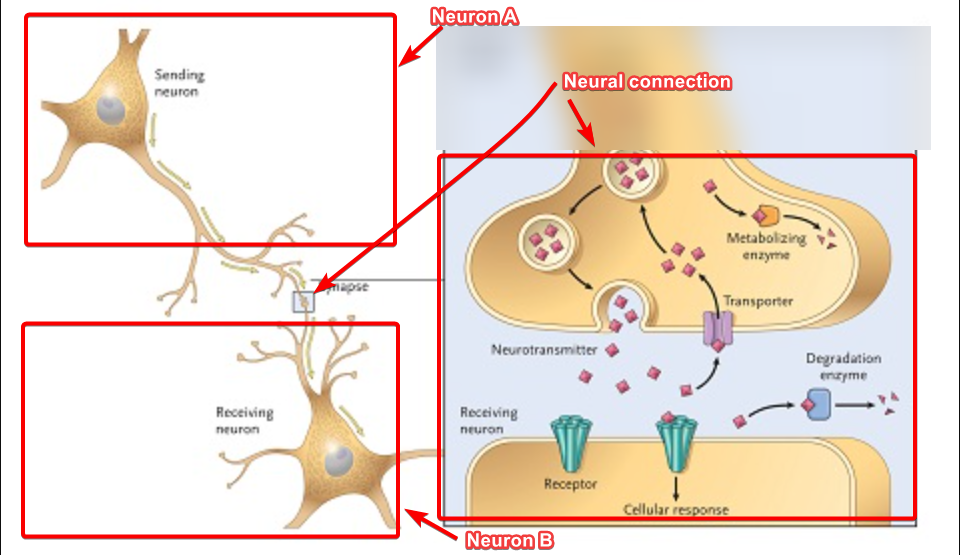 Neuron A
Sending
neuron
Neural connection
Metabolizing
enzyme
Transporter
Neurotransmitter
Degradation
enzyme
Receiving
neuron
Receptor
Cellular response
ynapse
Receiving
neuron
Neuron B